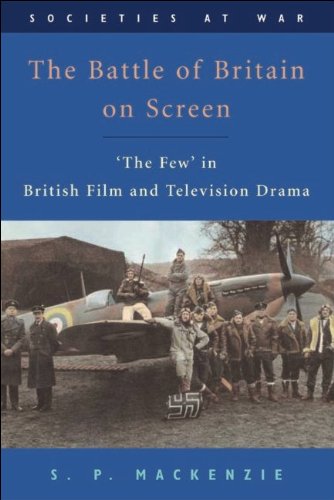 SOCIETIES AT WAR
The Battle of Britain
on Screen
‘The Few’ in
British Film and Television Drama
S. P. MACKENZIE